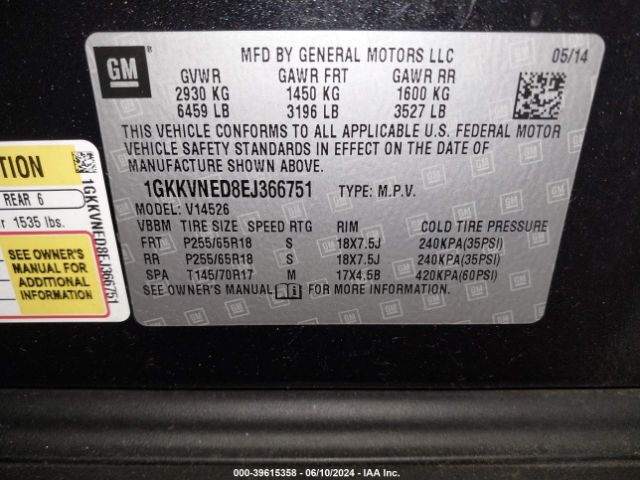 GM
MFD BY GENERAL MOTORS LLC 05/14
GVWR GAWR FRT GAWR RR
2930 KG 1450 KG 1600 KG
6459 LB 3196 LB 3527 LB
THIS VEHICLE CONFORMS TO ALL APPLICABLE U.S. FEDERAL MOTOR
VEHICLE SAFETY STANDARDS IN EFFECT ON THE DATE OF
MANUFACTURE SHOWN ABOVE.
1GKKVNED8EJ366751 TYPE: M.P.V.
MODEL: V14526
VBBM TIRE SIZE SPEED RTG RIM COLD TIRE PRESSURE
FRT P255/65R18 S 18X7.5J 240KPA(35PSI)
RR P255/65R18 S 18X7.5J 240KPA(35PSI)
SPA T145/70R17 M 17X4.5B 420KPA(60PSI)
SEE OWNER'S MANUAL FOR MORE INFORMATION.
REAR 6
1535 lbs.
SEE OWNER'S
MANUAL FOR
ADDITIONAL
INFORMATION
1GKKVNED8EJ366751
000-39615358 - 06/10/2024 - IAA Inc.